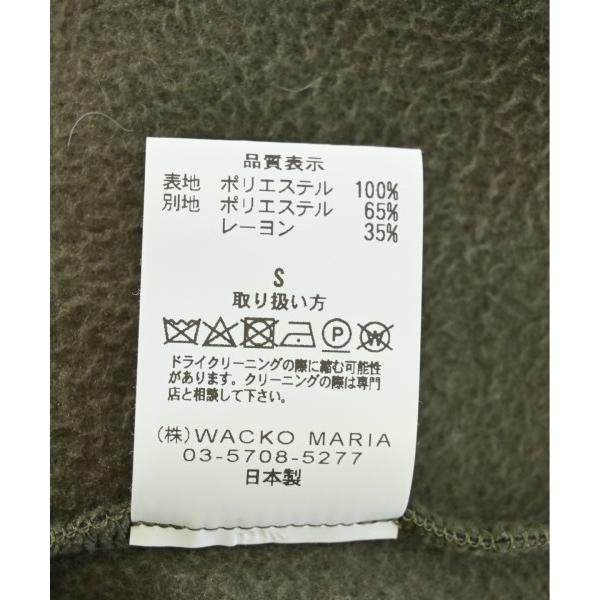 品質表示
表地 ポリエステル 100%
別地 ポリエステル 65%
レーヨン 35%
S
取り扱い方
P W
ドライクリーニングの際に縮む可能性
があります。クリーニングの際は専門
店と相談して下さい。
(株)WACKO MARIA
03-5708-5277
日本製